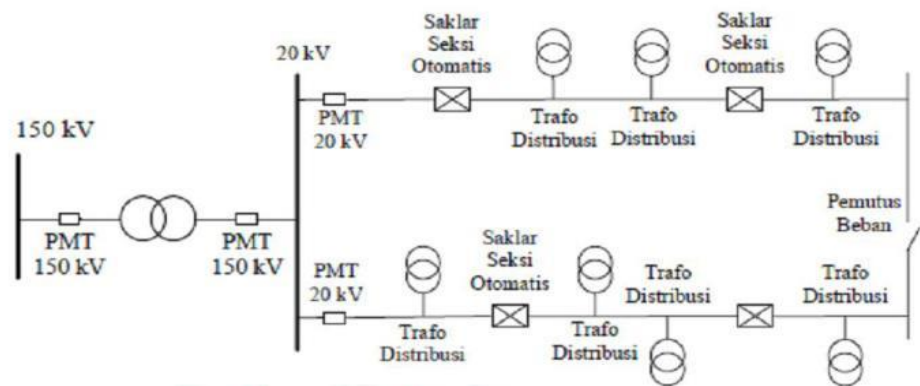 Saklar
Seksi
Otomatis
Saklar
Seksi
Otomatis
20 kV
PMT
20 kV
Trafo
Distribusi
Trafo
Distribusi
Trafo
Distribusi
150 kV
PMT
150 kV
PMT
150 kV
Pemutus
Beban
PMT
20 kV
Saklar
Seksi
Otomatis
Trafo
Distribusi
Trafo
Distribusi
Trafo
Distribusi
Trafo
Distribusi